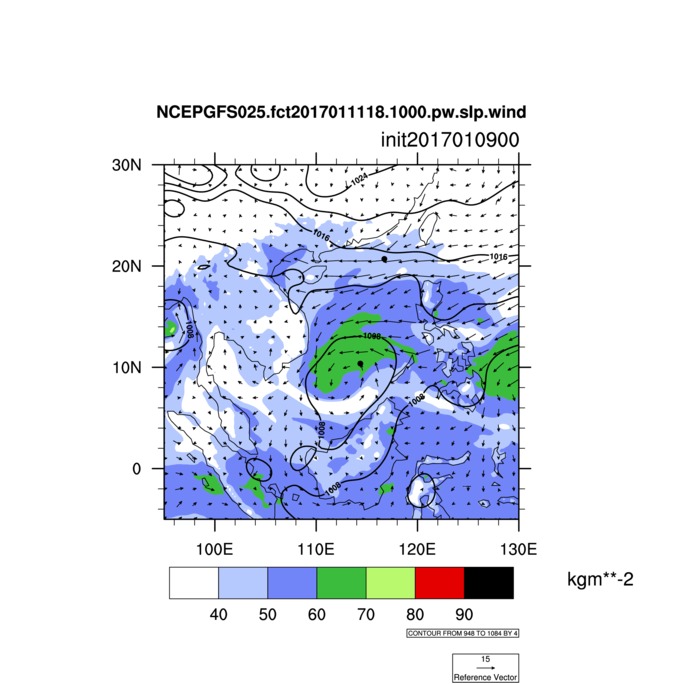 NCEPGFS025.fct2017011118.1000.pw.slp.wind
init2017010900
30N
1024
1016
1016
20N
1008
1008
10N
1008
1008
0
1008
100E 110E 120E 130E
kgm**-2
40 50 60 70 80 90
CONTOUR FROM 948 TO 1084 BY 4
15
Reference Vector